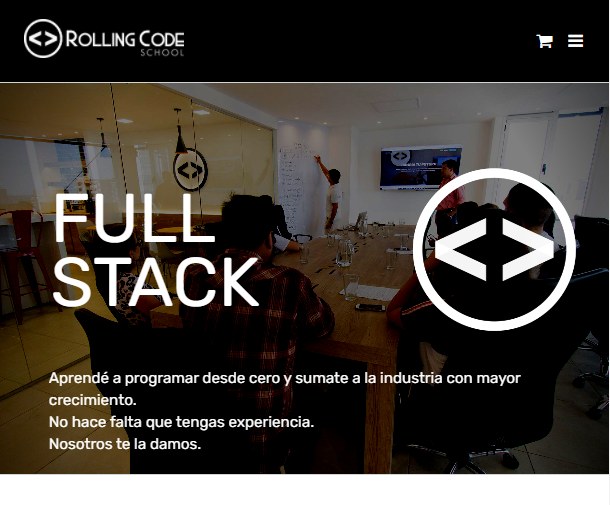 ROLLING CODE
SCHOOL
FULL
STACK
Aprendé a programar desde cero y sumate a la industria con mayor
crecimiento.
No hace falta que tengas experiencia.
Nosotros te la damos.